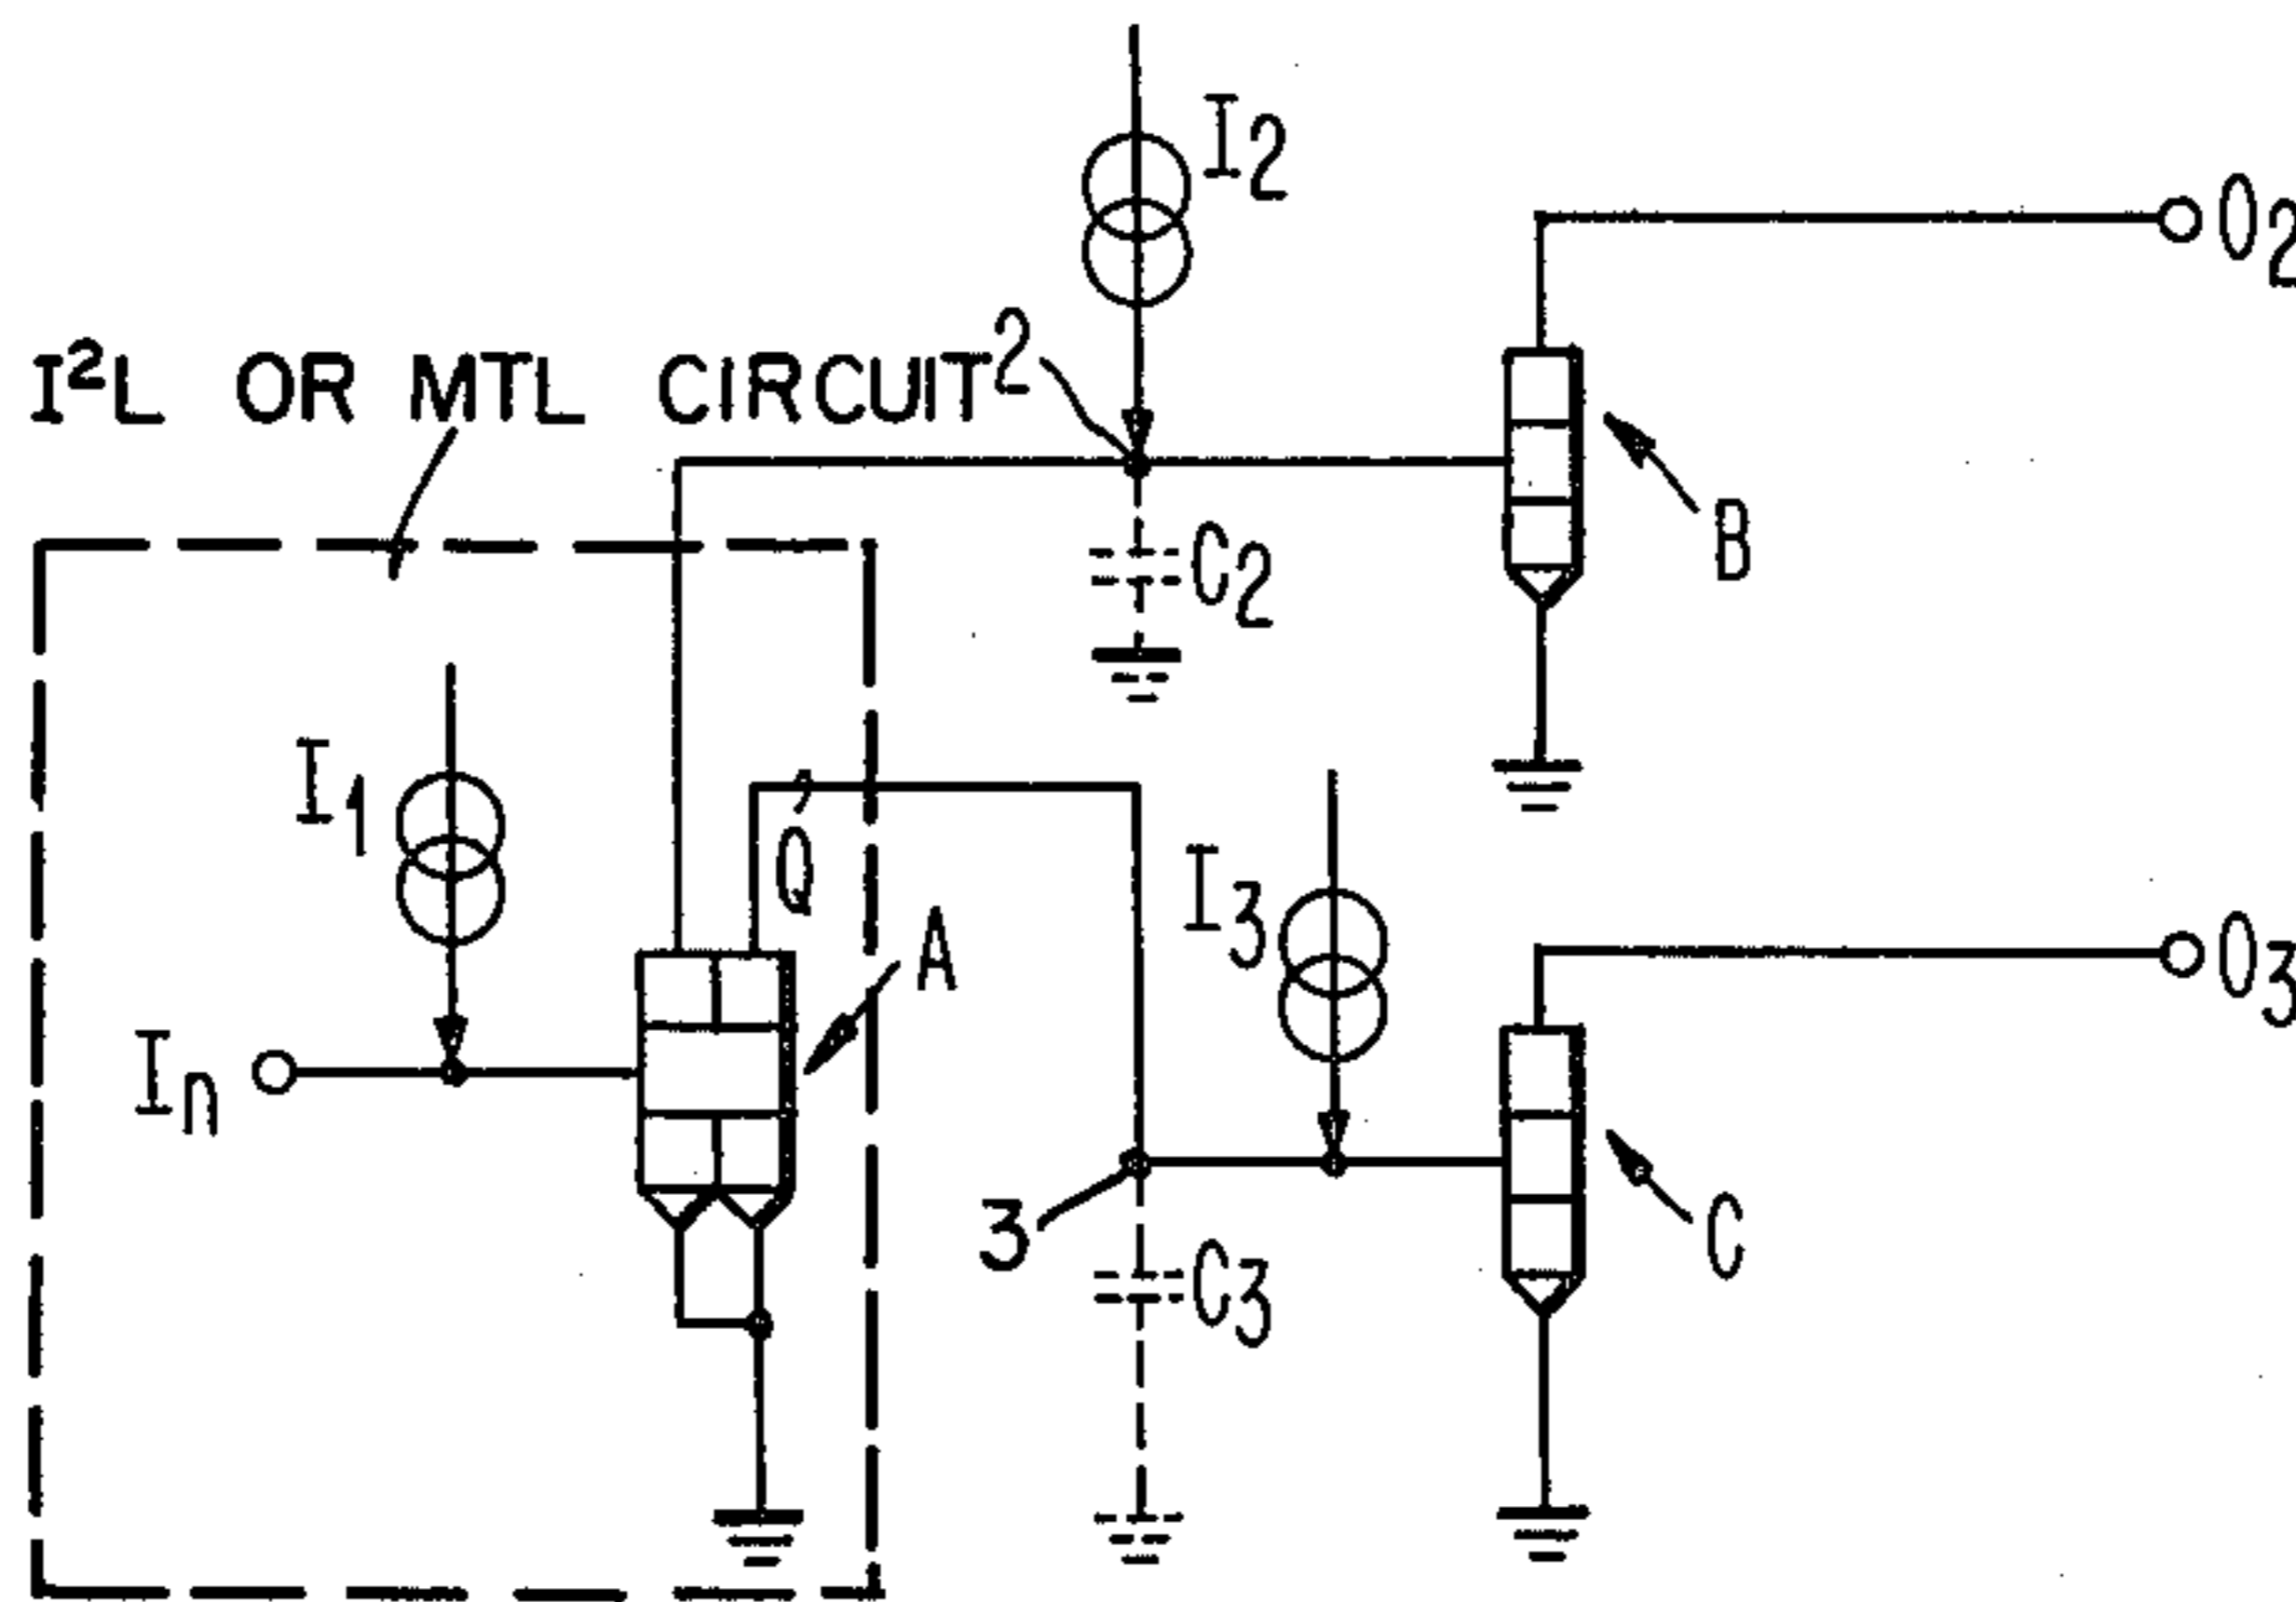 I2
O2
2
I²L OR MTL CIRCUIT
B
C2
I1
Q'
I3
A
O3
In
3
C3
C